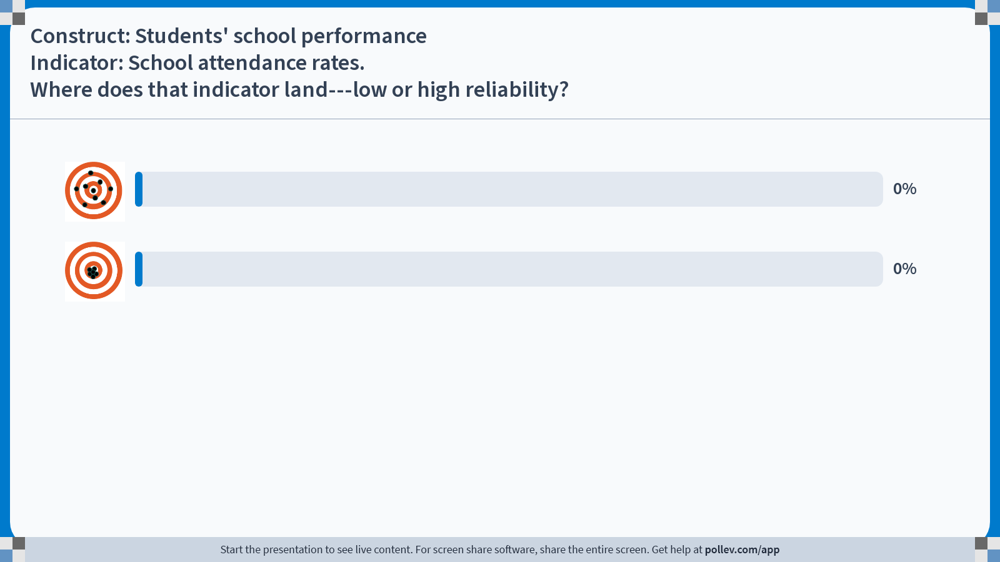 Construct: Students' school performance
Indicator: School attendance rates.
Where does that indicator land---low or high reliability?
0%
0%
Start the presentation to see live content. For screen share software, share the entire screen. Get help at pollev.com/app